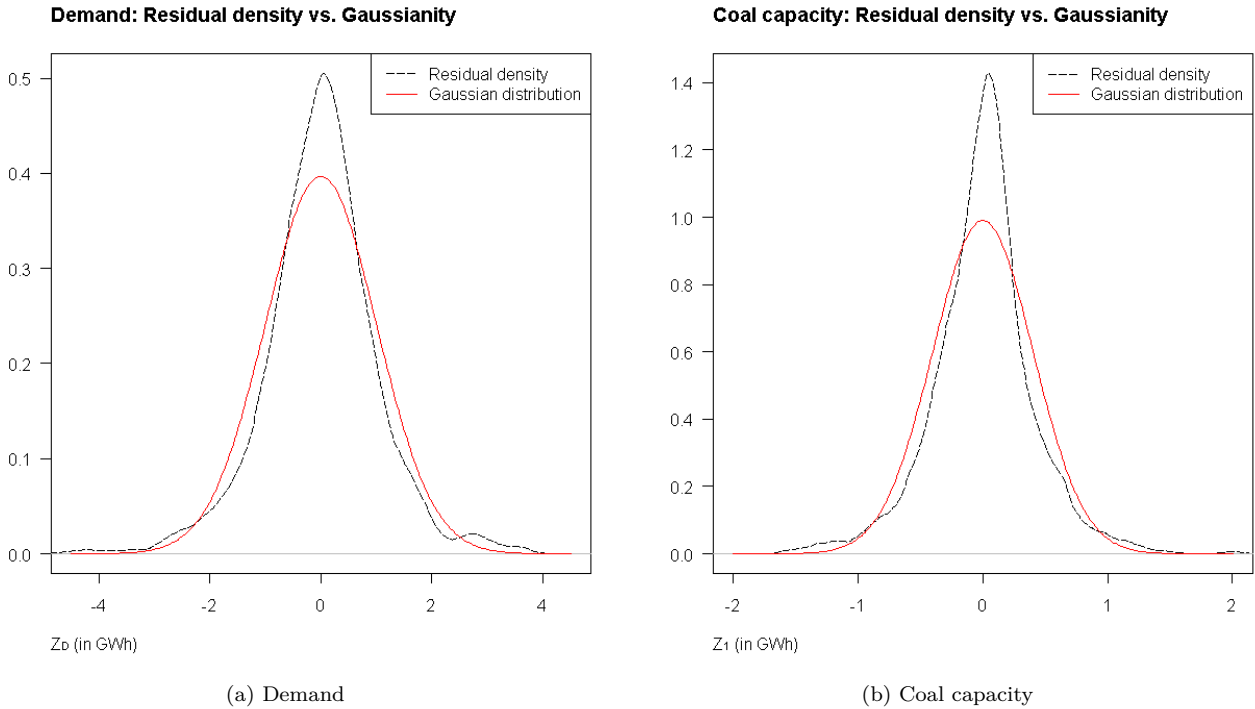 Demand: Residual density vs. Gaussianity
Residual density
Gaussian distribution
0.5
0.4
0.3
0.2
0.1
0.0
-4
-2
0
2
4
ZD (in GWh)
(a) Demand
Coal capacity: Residual density vs. Gaussianity
Residual density
Gaussian distribution
1.4
1.2
1.0
0.8
0.6
0.4
0.2
0.0
-2
-1
0
1
2
Z1 (in GWh)
(b) Coal capacity